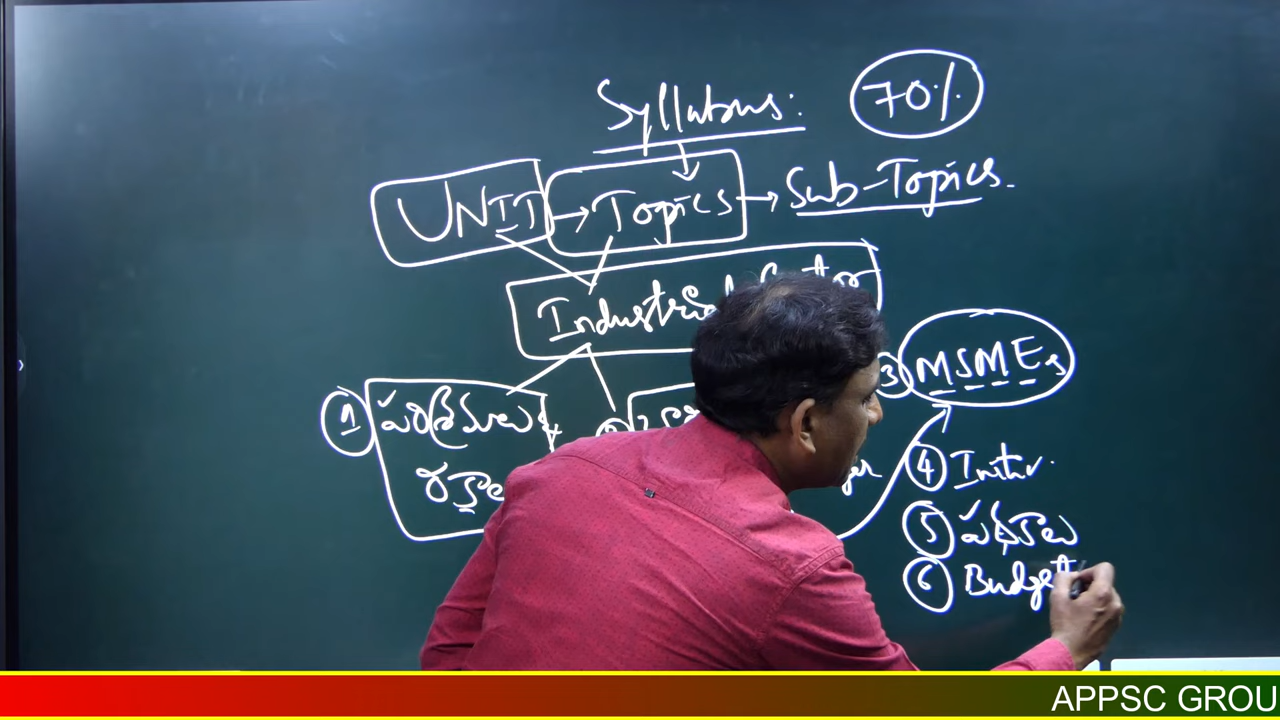 Syllabus: 70%
UNIT → Topics → Sub-Topics.
Industrial
① పరిశ్రమలు
③ MSMEs
④ Instr.
⑤ పథకాలు
⑥ Budget
APPSC GROU